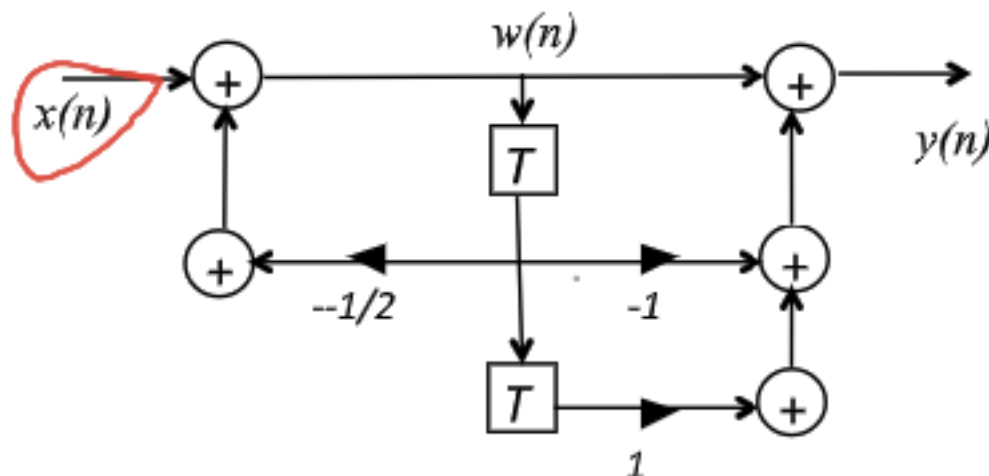 w(n)
+
+
x(n)
T
y(n)
+
+
--1/2
-1
T
+
1